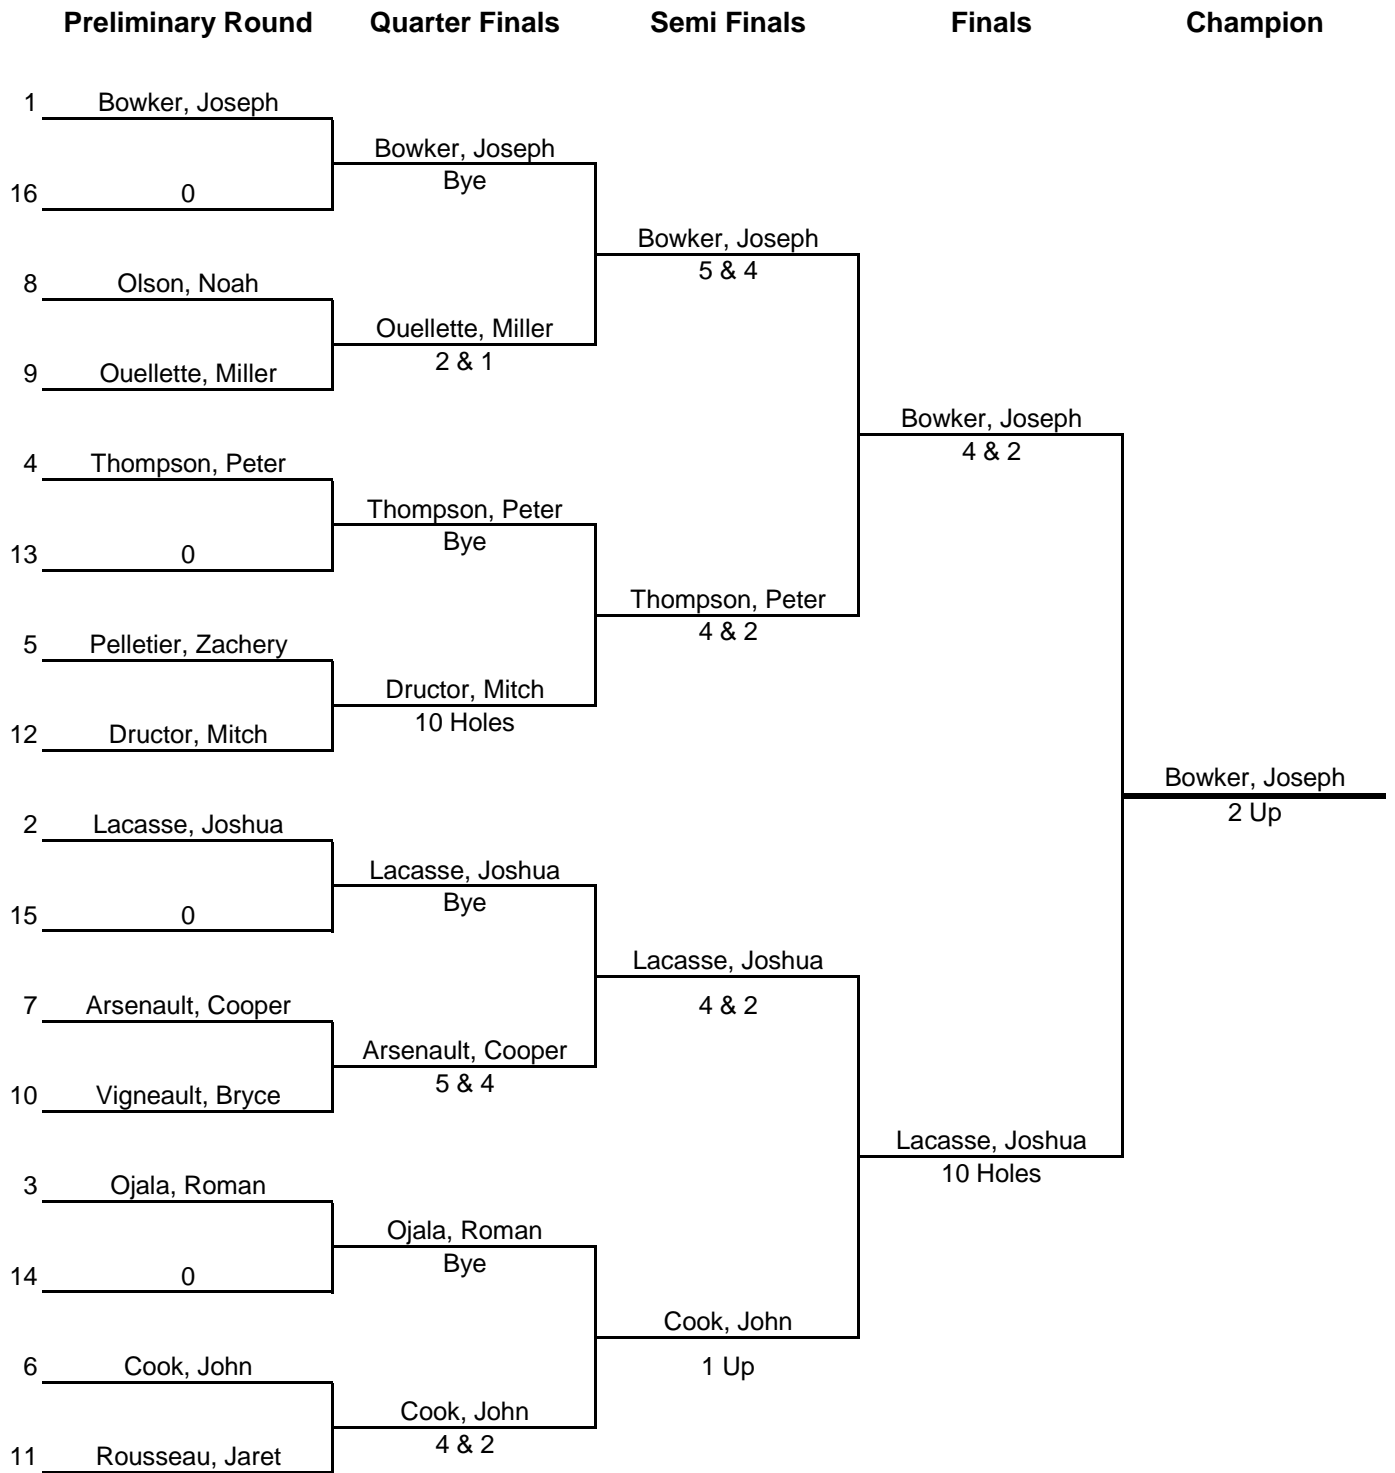 Preliminary Round Quarter Finals Semi Finals Finals Champion
1 Bowker, Joseph
Bowker, Joseph
Bye
16 0
Bowker, Joseph
5 & 4
8 Olson, Noah
Ouellette, Miller
2 & 1
9 Ouellette, Miller
Bowker, Joseph
4 & 2
4 Thompson, Peter
Thompson, Peter
Bye
13 0
Thompson, Peter
4 & 2
5 Pelletier, Zachery
Dructor, Mitch
10 Holes
12 Dructor, Mitch
Bowker, Joseph
2 Up
2 Lacasse, Joshua
Lacasse, Joshua
Bye
15 0
Lacasse, Joshua
4 & 2
7 Arsenault, Cooper
Arsenault, Cooper
5 & 4
10 Vigneault, Bryce
Lacasse, Joshua
10 Holes
3 Ojala, Roman
Ojala, Roman
Bye
14 0
Cook, John
1 Up
6 Cook, John
Cook, John
4 & 2
11 Rousseau, Jaret